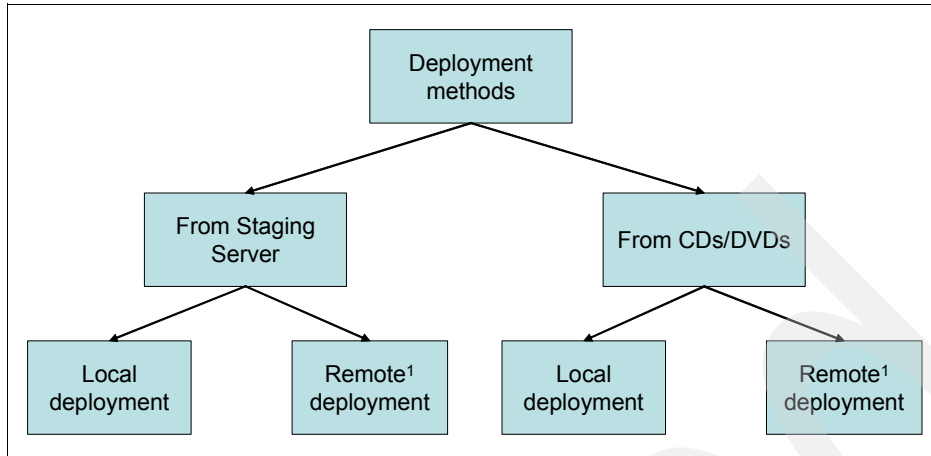 Deployment
methods
From Staging
Server
From CDs/DVDs
Local
deployment
Remote¹
deployment
Local
deployment
Remote¹
deployment